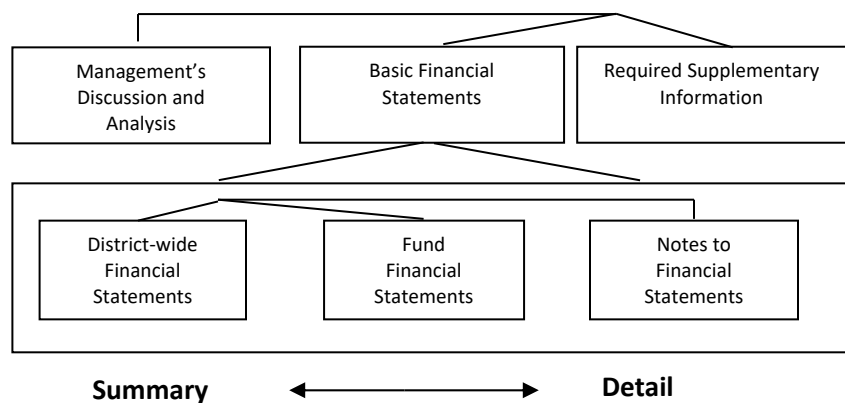 Management’s
Discussion and
Analysis
Basic Financial
Statements
Required Supplementary
Information
District-wide
Financial
Statements
Fund
Financial
Statements
Notes to
Financial
Statements
Summary
Detail